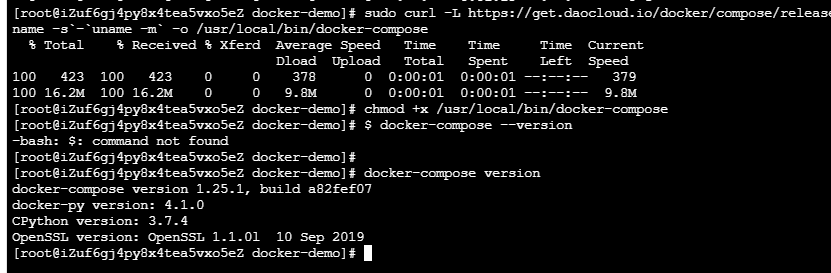 [root@iZuf6gj4py8x4tea5vxo5eZ docker-demo]# sudo curl -L https://get.daocloud.io/docker/compose/release
name -s`-`uname -m` -o /usr/local/bin/docker-compose
% Total % Received % Xferd Average Speed Time Time Time Current
Dload Upload Total Spent Left Speed
100 423 100 423 0 0 378 0 0:00:01 0:00:01 --:--:-- 379
100 16.2M 100 16.2M 0 0 9.8M 0 0:00:01 0:00:01 --:--:-- 9.8M
[root@iZuf6gj4py8x4tea5vxo5eZ docker-demo]# chmod +x /usr/local/bin/docker-compose
[root@iZuf6gj4py8x4tea5vxo5eZ docker-demo]# $ docker-compose --version
-bash: $: command not found
[root@iZuf6gj4py8x4tea5vxo5eZ docker-demo]#
[root@iZuf6gj4py8x4tea5vxo5eZ docker-demo]# docker-compose version
docker-compose version 1.25.1, build a82fef07
docker-py version: 4.1.0
CPython version: 3.7.4
OpenSSL version: OpenSSL 1.1.0l 10 Sep 2019
[root@iZuf6gj4py8x4tea5vxo5eZ docker-demo]#